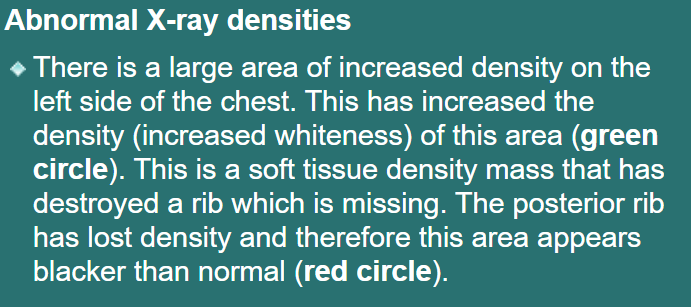 Abnormal X-ray densities
There is a large area of increased density on the
left side of the chest. This has increased the
density (increased whiteness) of this area (green
circle). This is a soft tissue density mass that has
destroyed a rib which is missing. The posterior rib
has lost density and therefore this area appears
blacker than normal (red circle).